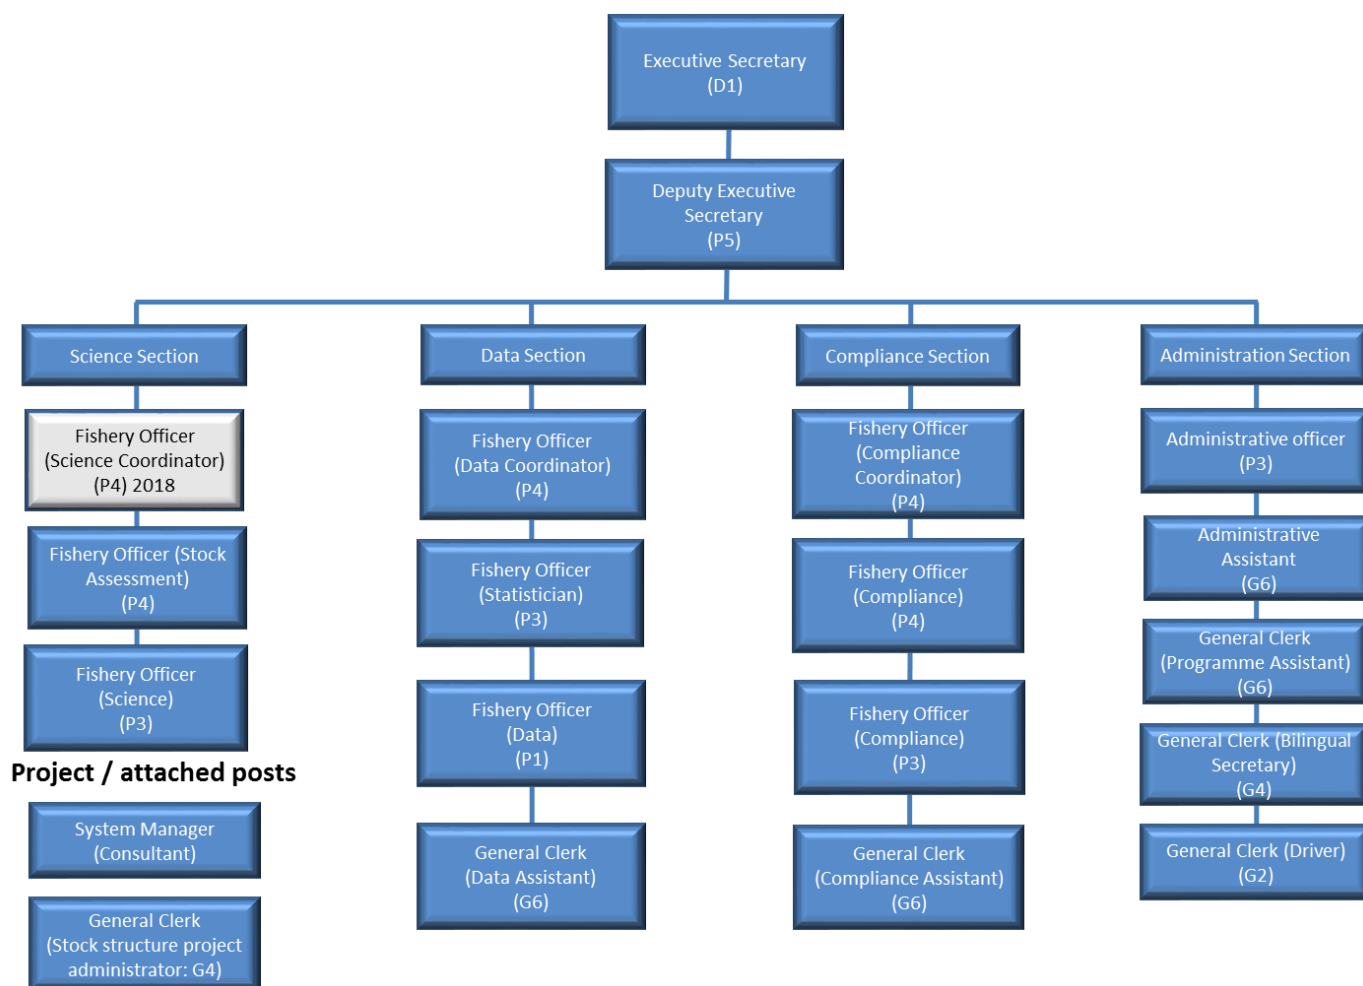 Executive Secretary
(D1)
Deputy Executive
Secretary
(P5)
Science Section
Fishery Officer
(Science Coordinator)
(P4) 2018
Fishery Officer (Stock
Assessment)
(P4)
Fishery Officer
(Science)
(P3)
Project / attached posts
System Manager
(Consultant)
General Clerk
(Stock structure project
administrator: G4)
Data Section
Fishery Officer
(Data Coordinator)
(P4)
Fishery Officer
(Statistician)
(P3)
Fishery Officer
(Data)
(P1)
General Clerk
(Data Assistant)
(G6)
Compliance Section
Fishery Officer
(Compliance
Coordinator)
(P4)
Fishery Officer
(Compliance)
(P4)
Fishery Officer
(Compliance)
(P3)
General Clerk
(Compliance Assistant)
(G6)
Administration Section
Administrative officer
(P3)
Administrative
Assistant
(G6)
General Clerk
(Programme Assistant)
(G6)
General Clerk (Bilingual
Secretary)
(G4)
General Clerk (Driver)
(G2)